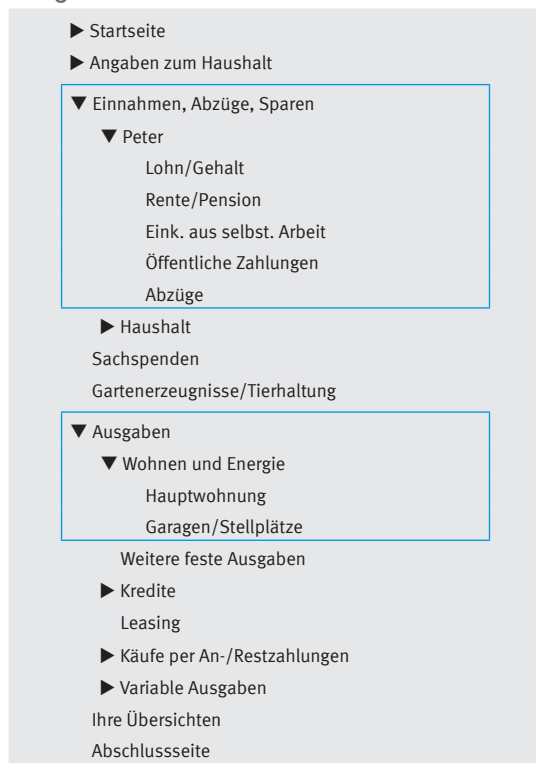 ▶ Startseite
▶ Angaben zum Haushalt
▼ Einnahmen, Abzüge, Sparen
▼ Peter
Lohn/Gehalt
Rente/Pension
Eink. aus selbst. Arbeit
Öffentliche Zahlungen
Abzüge
▶ Haushalt
Sachspenden
Gartenerzeugnisse/Tierhaltung
▼ Ausgaben
▼ Wohnen und Energie
Hauptwohnung
Garagen/Stellplätze
Weitere feste Ausgaben
▶ Kredite
Leasing
▶ Käufe per An-/Restzahlungen
▶ Variable Ausgaben
Ihre Übersichten
Abschlussseite